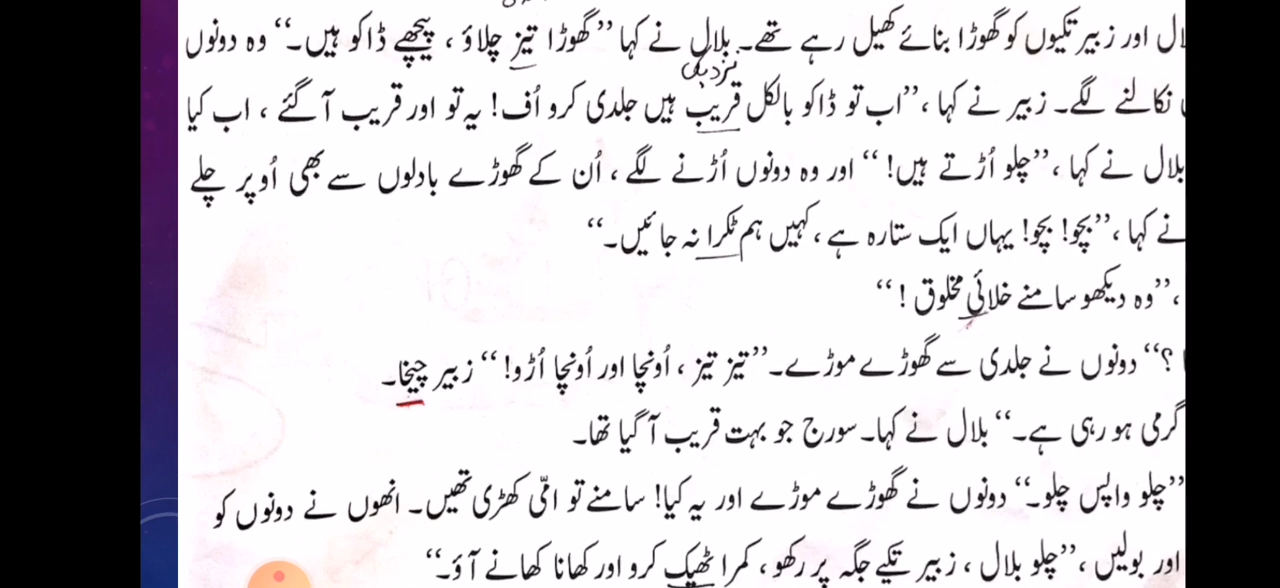 بلال اور زبیر تکیوں کو گھوڑا بنائے کھیل رہے تھے۔ بلال نے کہا ”گھوڑا تیز چلاؤ ، پیچھے ڈاکو ہیں۔“ وہ دونوں
نزدیک
نکالنے لگے۔ زبیر نے کہا ،”اب تو ڈاکو بالکل قریب ہیں جلدی کرو اُف! یہ تو اور قریب آ گئے ، اب کیا
بلال نے کہا ،”چلو اُڑتے ہیں! “ اور وہ دونوں اُڑنے لگے ، اُن کے گھوڑے بادلوں سے بھی اُوپر چلے
نے کہا ،”بچو! بچو! یہاں ایک ستارہ ہے ، کہیں ہم ٹکرا نہ جائیں۔“
،”وہ دیکھو سامنے خلائی مخلوق ! “
؟“ دونوں نے جلدی سے گھوڑے موڑے۔ ”تیز تیز ، اُونچا اور اُونچا اُڑو! “ زبیر چیخا۔
گرمی ہو رہی ہے۔“ بلال نے کہا۔ سورج جو بہت قریب آ گیا تھا۔
”چلو واپس چلو۔“ دونوں نے گھوڑے موڑے اور یہ کیا! سامنے تو امّی کھڑی تھیں۔ انھوں نے دونوں کو
اور بولیں ،”چلو بلال ، زبیر تکیے جگہ پر رکھو ، کمرا ٹھیک کرو اور کھانا کھانے آؤ۔“